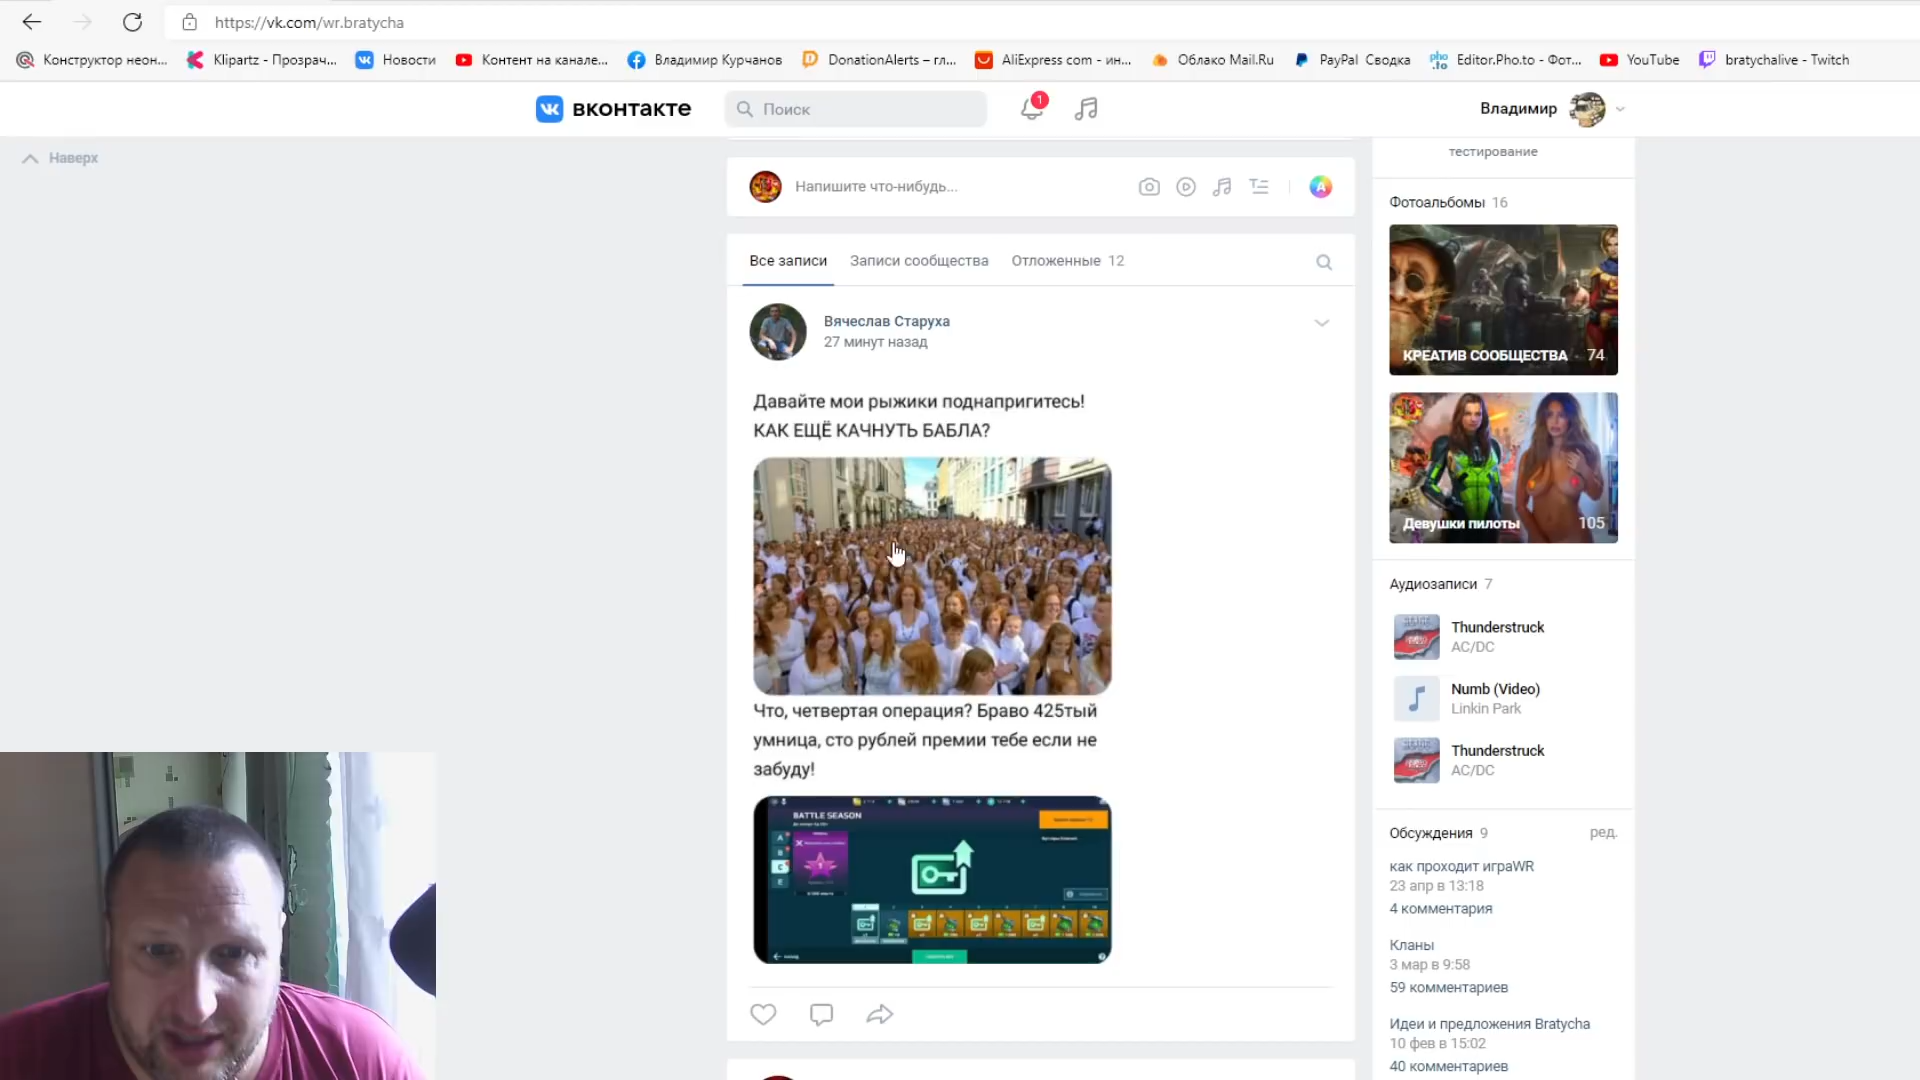 https://vk.com/wr.bratycha
Конструктор неон...
Klipartz - Прозрач...
Новости
Контент на канале...
Владимир Курчанов
DonationAlerts – гл...
AliExpress com - ин...
Облако Mail.Ru
PayPal Сводка
Editor.Pho.to - Фот...
YouTube
bratychalive - Twitch
вконтакте
Поиск
1
Владимир
Наверх
Напишите что-нибудь...
Все записи
Записи сообщества
Отложенные 12
Вячеслав Старуха
27 минут назад
Давайте мои рыжики поднапригитесь!
КАК ЕЩЁ КАЧНУТЬ БАБЛА?
Что, четвертая операция? Браво 425тый
умница, сто рублей премии тебе если не
забуду!
BATTLE SEASON
тестирование
Фотоальбомы 16
КРЕАТИВ СООБЩЕСТВА 74
Девушки пилоты 105
Аудиозаписи 7
Thunderstruck
AC/DC
Numb (Video)
Linkin Park
Thunderstruck
AC/DC
Обсуждения 9
ред.
как проходит играWR
23 апр в 13:18
4 комментария
Кланы
3 мар в 9:58
59 комментариев
Идеи и предложения Bratycha
10 фев в 15:02
40 комментариев